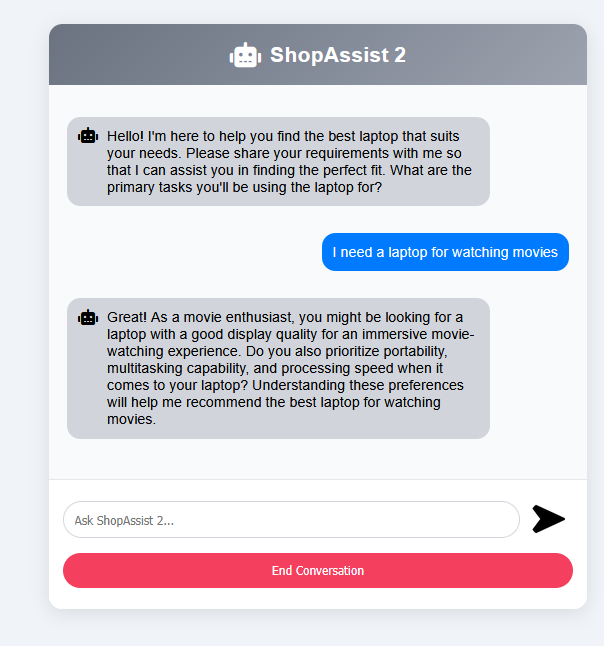 ShopAssist 2
Hello! I'm here to help you find the best laptop that suits
your needs. Please share your requirements with me so
that I can assist you in finding the perfect fit. What are the
primary tasks you'll be using the laptop for?
I need a laptop for watching movies
Great! As a movie enthusiast, you might be looking for a
laptop with a good display quality for an immersive movie-
watching experience. Do you also prioritize portability,
multitasking capability, and processing speed when it
comes to your laptop? Understanding these preferences
will help me recommend the best laptop for watching
movies.
Ask ShopAssist 2...
End Conversation